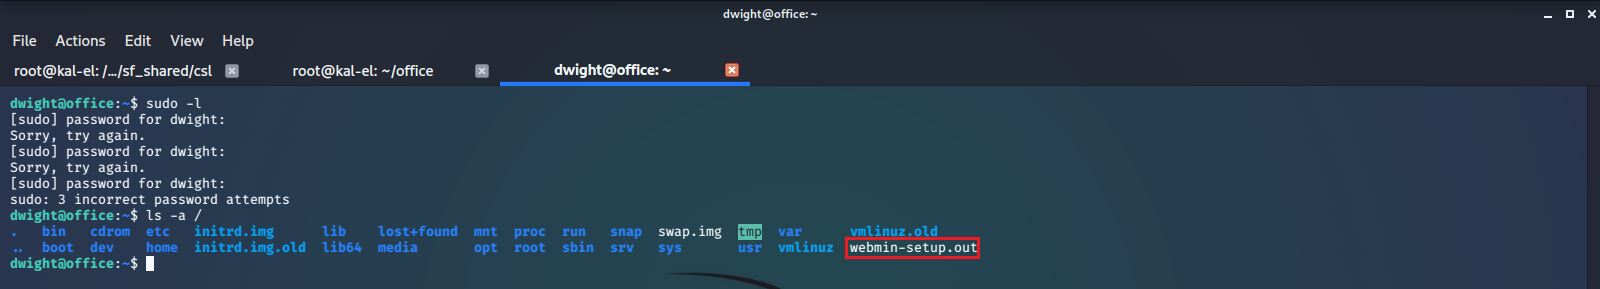 dwight@office: ~
File Actions Edit View Help
root@kal-el: /.../sf_shared/csl root@kal-el: ~/office dwight@office: ~
dwight@office:~$ sudo -l
[sudo] password for dwight:
Sorry, try again.
[sudo] password for dwight:
Sorry, try again.
[sudo] password for dwight:
sudo: 3 incorrect password attempts
dwight@office:~$ ls -a /
. bin cdrom etc initrd.img lib lost+found mnt proc run snap swap.img tmp var vmlinuz.old
.. boot dev home initrd.img.old lib64 media opt root sbin srv sys usr vmlinuz webmin-setup.out
dwight@office:~$